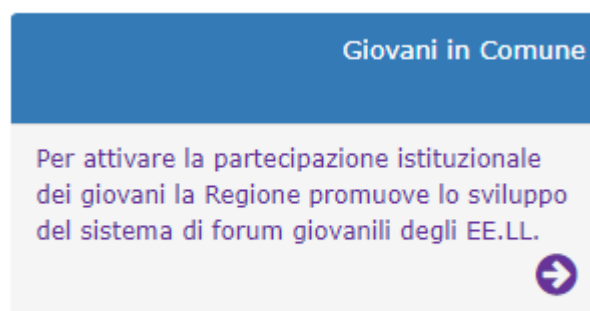 Giovani in Comune
Per attivare la partecipazione istituzionale
dei giovani la Regione promuove lo sviluppo
del sistema di forum giovanili degli EE.LL.